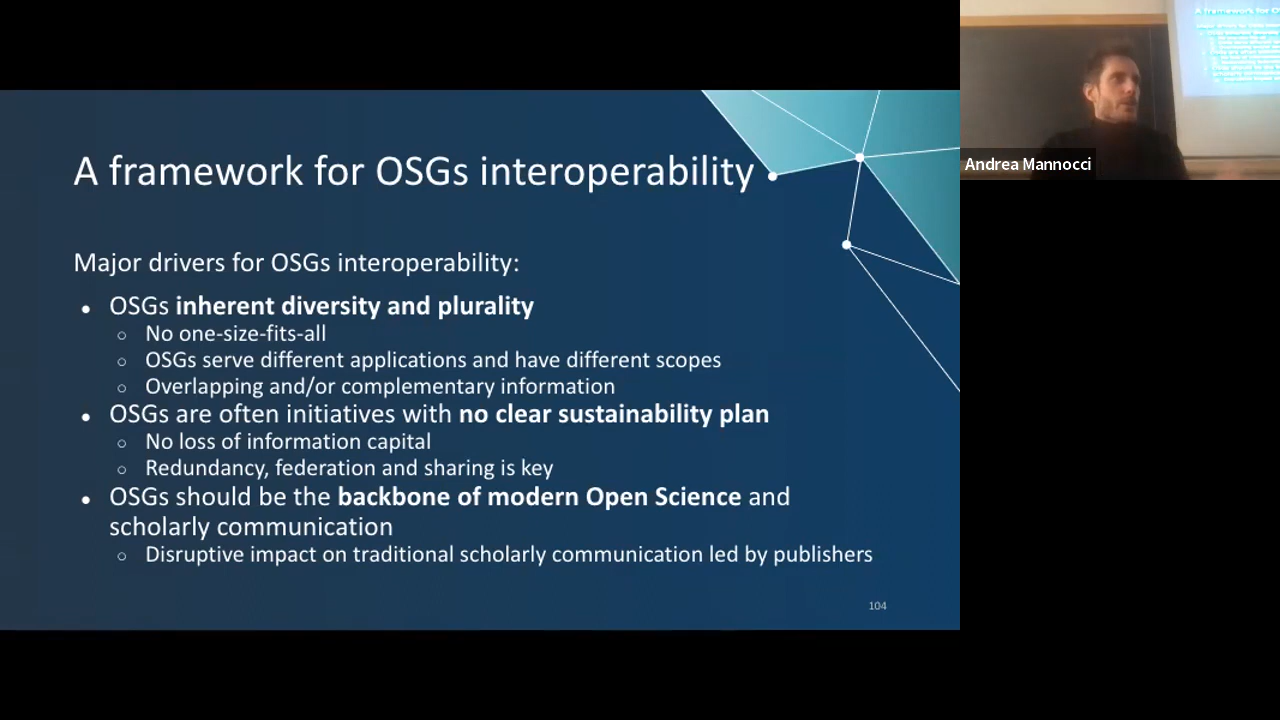 A framework for OSGs interoperability
Major drivers for OSGs interoperability:
● OSGs inherent diversity and plurality
○ No one-size-fits-all
○ OSGs serve different applications and have different scopes
○ Overlapping and/or complementary information
● OSGs are often initiatives with no clear sustainability plan
○ No loss of information capital
○ Redundancy, federation and sharing is key
● OSGs should be the backbone of modern Open Science and
scholarly communication
○ Disruptive impact on traditional scholarly communication led by publishers
104
A framework for
Andrea Mannocci